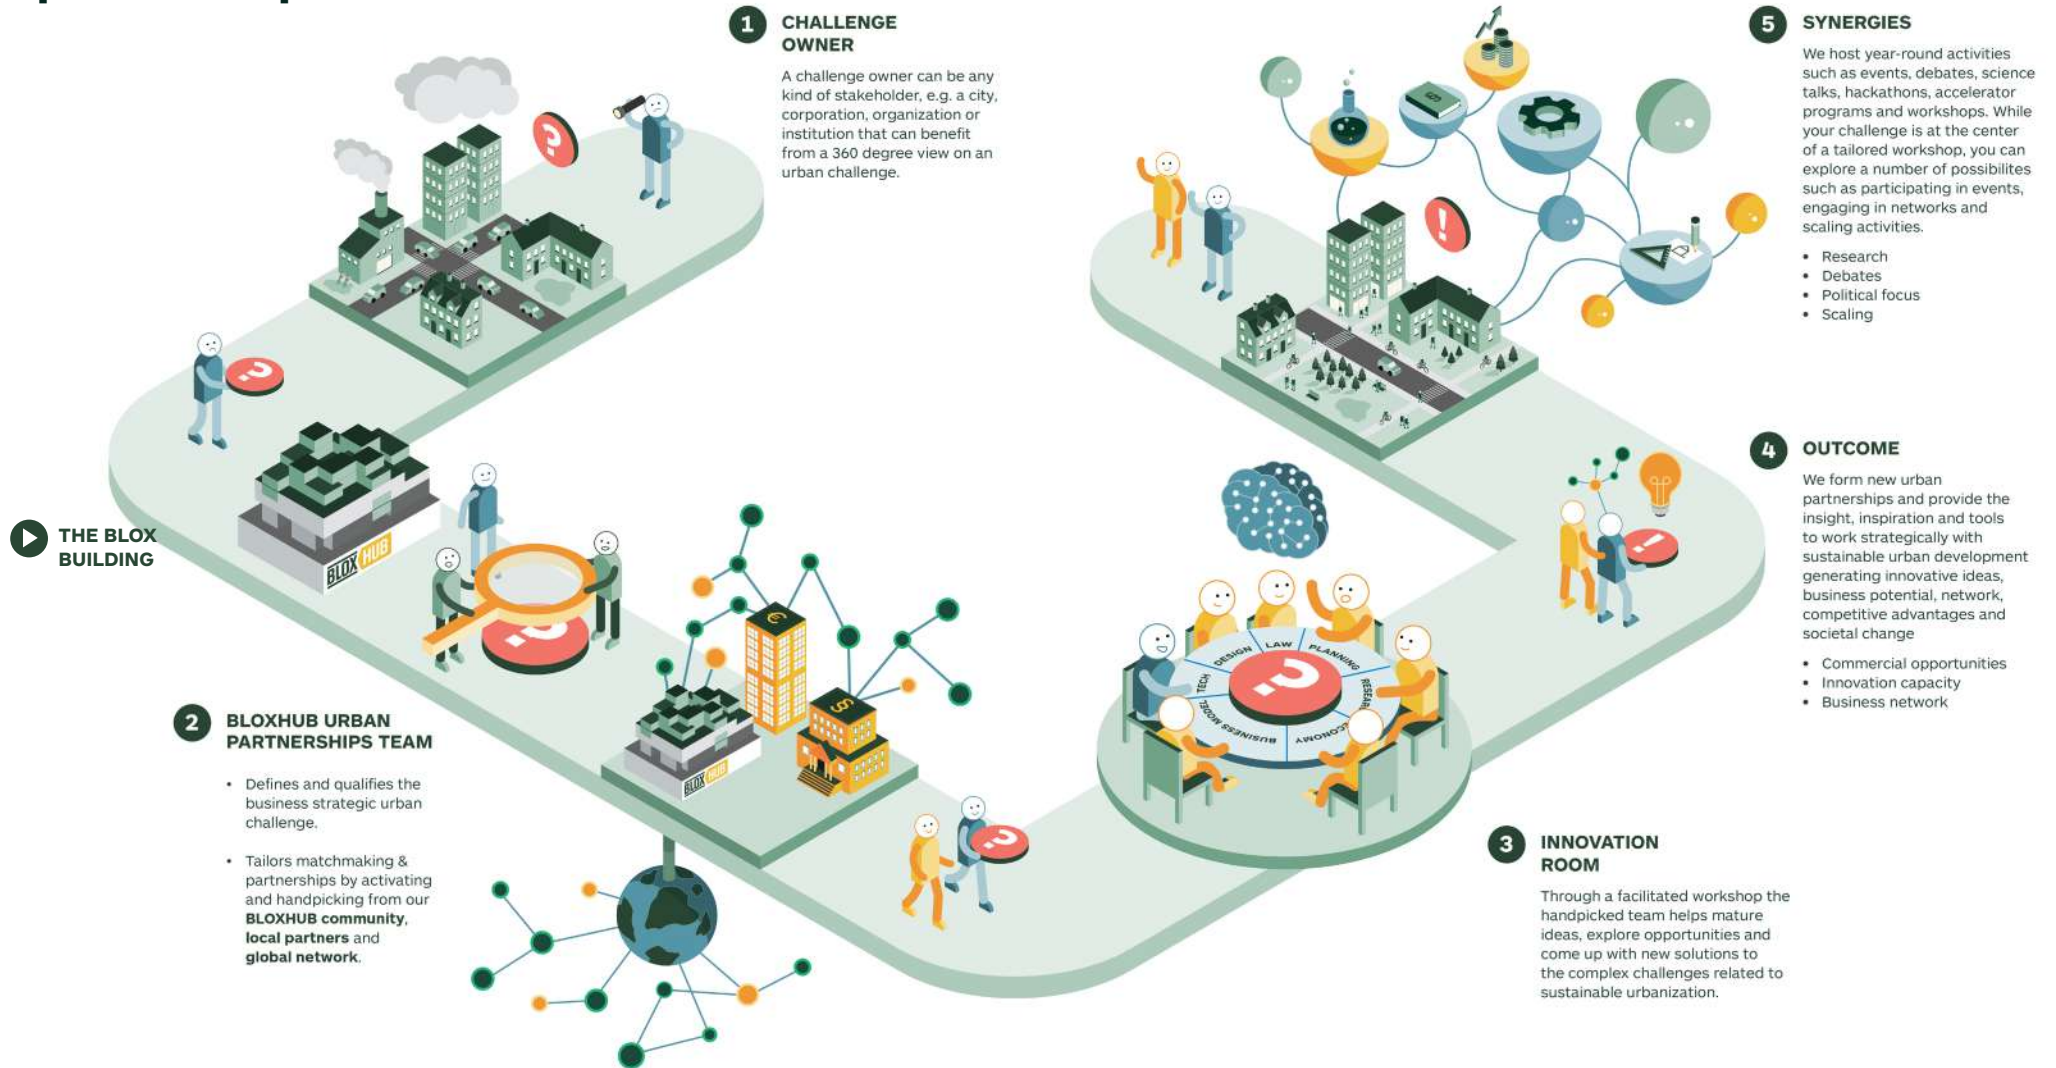 1
CHALLENGE
OWNER
A challenge owner can be any
kind of stakeholder, e.g. a city,
corporation, organization or
institution that can benefit
from a 360 degree view on an
urban challenge.
?
?
THE BLOX
BUILDING
BLOX HUB
?
2
BLOXHUB URBAN
PARTNERSHIPS TEAM
• Defines and qualifies the
business strategic urban
challenge.
• Tailors matchmaking &
partnerships by activating
and handpicking from our
BLOXHUB community,
local partners and
global network.
€
§
BLOX HUB
?
3
INNOVATION
ROOM
Through a facilitated workshop the
handpicked team helps mature
ideas, explore opportunities and
come up with new solutions to
the complex challenges related to
sustainable urbanization.
TECH
DESIGN
LAW
PLANNING
BUSINESS MODEL
?
4
OUTCOME
We form new urban
partnerships and provide the
insight, inspiration and tools
to work strategically with
sustainable urban development
generating innovative ideas,
business potential, network,
competitive advantages and
societal change
• Commercial opportunities
• Innovation capacity
• Business network
!
5
SYNERGIES
We host year-round activities
such as events, debates, science
talks, hackathons, accelerator
programs and workshops. While
your challenge is at the center
of a tailored workshop, you can
explore a number of possibilites
such as participating in events,
engaging in networks and
scaling activities.
• Research
• Debates
• Political focus
• Scaling
!
§